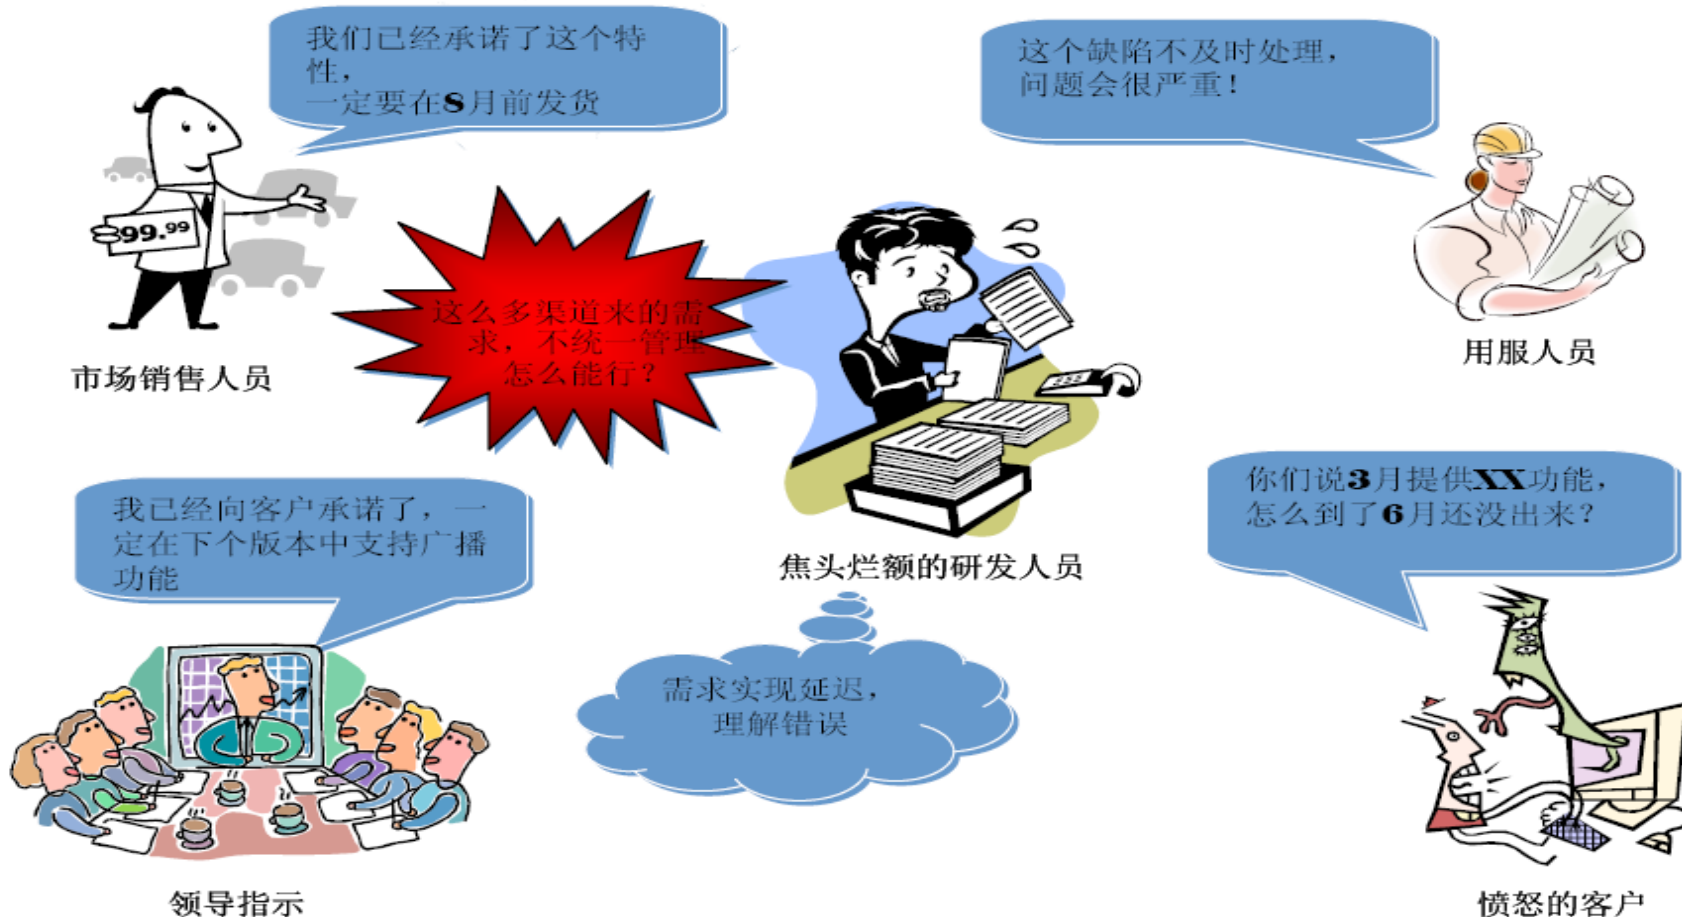 我们已经承诺了这个特
性，
一定要在8月前发货
这个缺陷不及时处理，
问题会很严重！
99.99
市场销售人员
这么多渠道来的需
求，不统一管理
怎么能行？
用服人员
我已经向客户承诺了，一
定在下个版本中支持广播
功能
焦头烂额的研发人员
你们说3月提供XX功能，
怎么到了6月还没出来？
需求实现延迟，
理解错误
领导指示
愤怒的客户